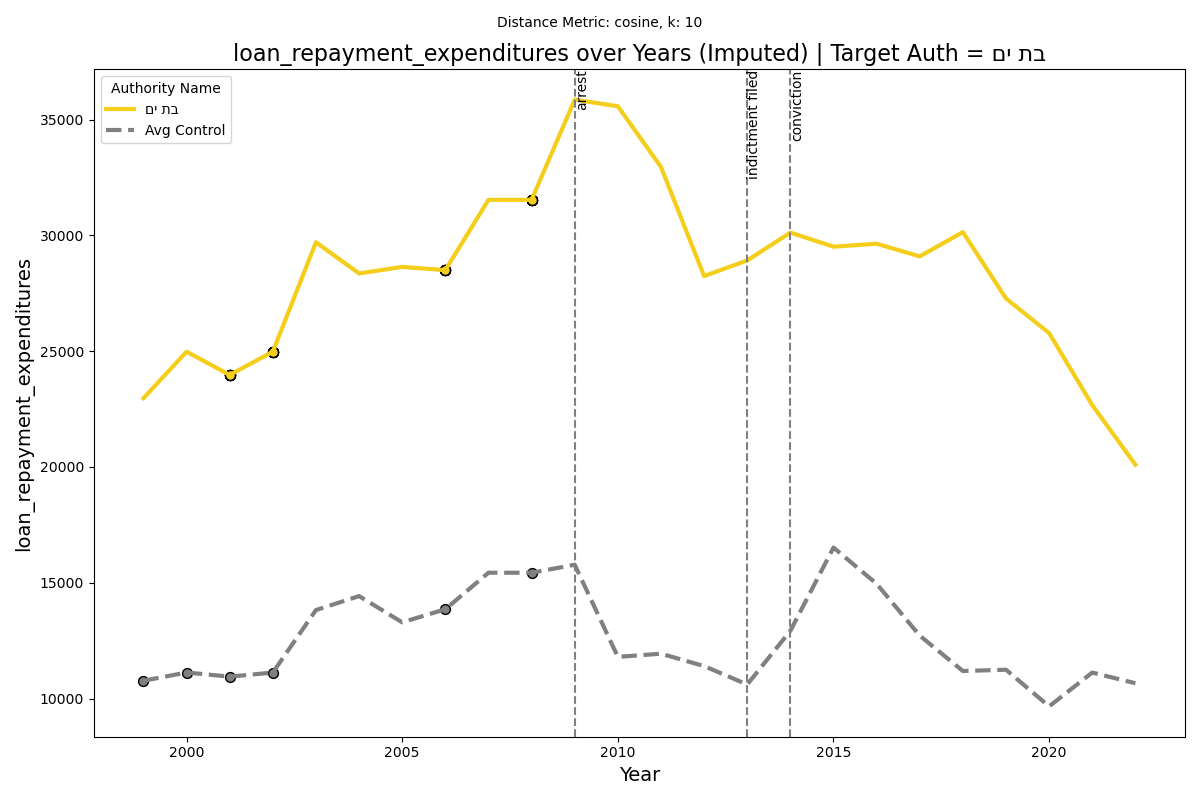 Distance Metric: cosine, k: 10
loan_repayment_expenditures over Years (Imputed) | Target Auth = בת ים
Authority Name
בת ים
Avg Control
arrest
indictment filed
conviction
35000
30000
25000
20000
15000
10000
loan_repayment_expenditures
2000
2005
2010
2015
2020
Year